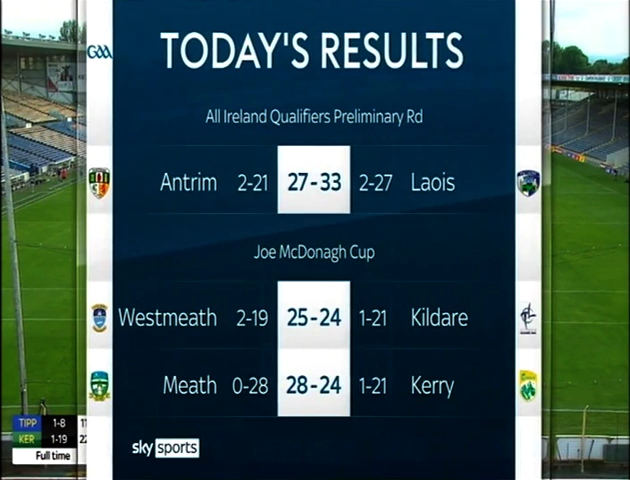 GAA
TODAY'S RESULTS
All Ireland Qualifiers Preliminary Rd
Antrim 2-21 27-33 2-27 Laois
Joe McDonagh Cup
Westmeath 2-19 25-24 1-21 Kildare
Meath 0-28 28-24 1-21 Kerry
sky sports
TIPP 1-8 11
KER 1-19 22
Full time